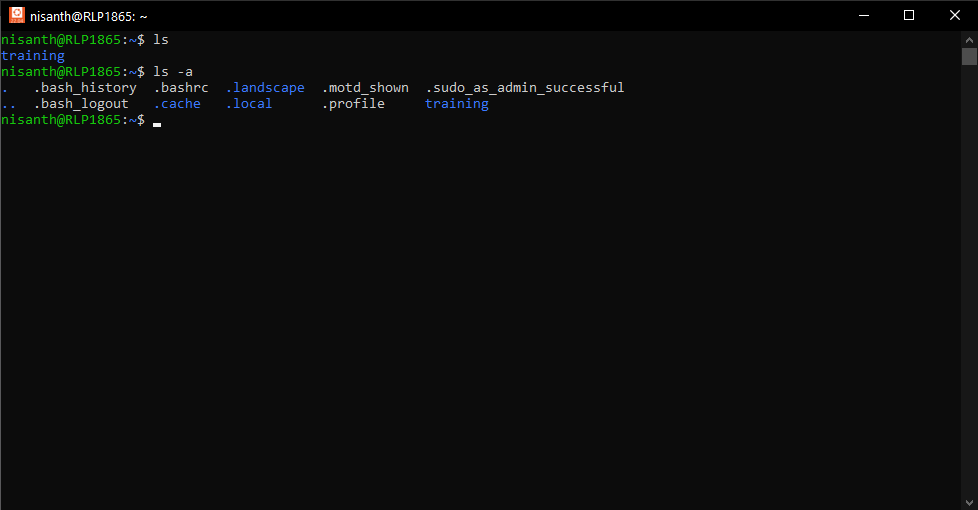 nisanth@RLP1865: ~
nisanth@RLP1865:~$ ls
training
nisanth@RLP1865:~$ ls -a
.   .bash_history  .bashrc  .landscape  .motd_shown  .sudo_as_admin_successful
..  .bash_logout   .cache   .local      .profile     training
nisanth@RLP1865:~$